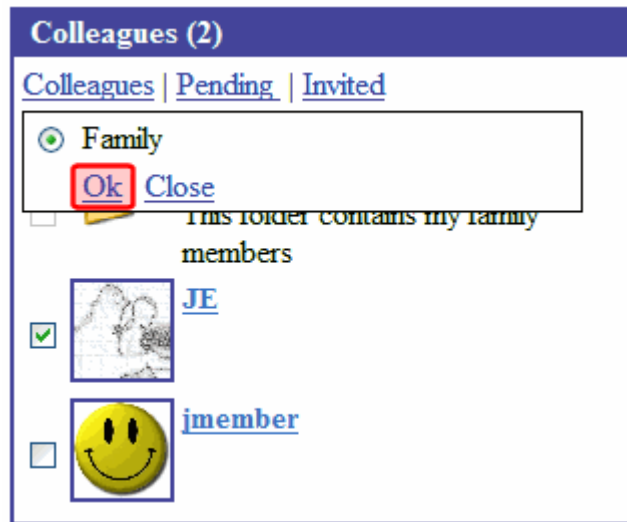 Colleagues (2)
Colleagues | Pending | Invited
Family
Ok Close
This folder contains my family
members
JE
jmember